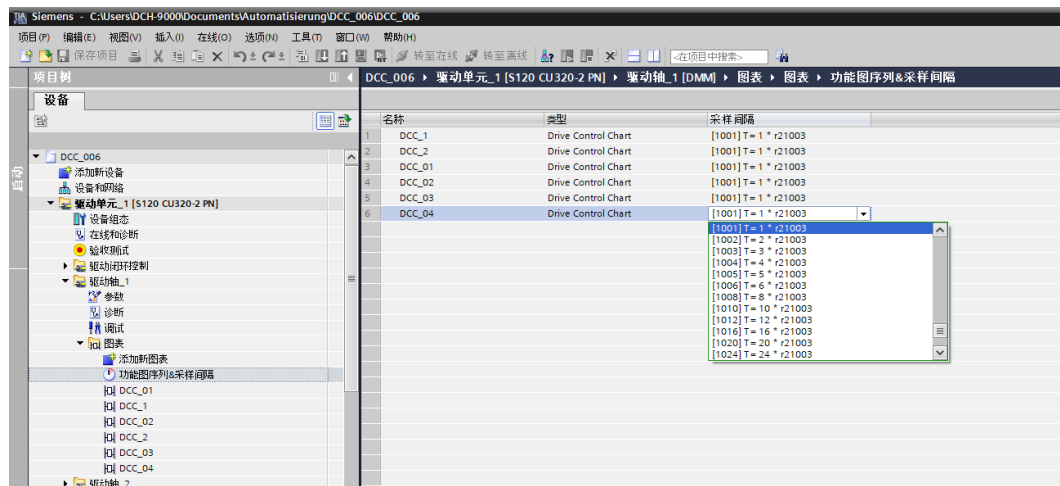 Siemens - C:\Users\DCH-9000\Documents\Automatisierung\DCC_006\DCC_006
项目(P) 编辑(E) 视图(V) 插入(I) 在线(O) 选项(N) 工具(T) 窗口(W) 帮助(H)
保存项目 转至在线 转至离线 <在项目中搜索>
项目树
DCC_006 ▸ 驱动单元_1 [S120 CU320-2 PN] ▸ 驱动轴_1 [DMM] ▸ 图表 ▸ 图表 ▸ 功能图序列&采样间隔
设备
启动
DCC_006
添加新设备
设备和网络
驱动单元_1 [S120 CU320-2 PN]
设备组态
在线和诊断
验收测试
驱动闭环控制
驱动轴_1
参数
诊断
调试
图表
添加新图表
功能图序列&采样间隔
DCC_01
DCC_1
DCC_02
DCC_2
DCC_03
DCC_04
驱动轴_2
名称 类型 采样间隔
1 DCC_1 Drive Control Chart [1001] T= 1 * r21003
2 DCC_2 Drive Control Chart [1001] T= 1 * r21003
3 DCC_01 Drive Control Chart [1001] T= 1 * r21003
4 DCC_02 Drive Control Chart [1001] T= 1 * r21003
5 DCC_03 Drive Control Chart [1001] T= 1 * r21003
6 DCC_04 Drive Control Chart [1001] T= 1 * r21003
[1001] T= 1 * r21003
[1002] T= 2 * r21003
[1003] T= 3 * r21003
[1004] T= 4 * r21003
[1005] T= 5 * r21003
[1006] T= 6 * r21003
[1008] T= 8 * r21003
[1010] T= 10 * r21003
[1012] T= 12 * r21003
[1016] T= 16 * r21003
[1020] T= 20 * r21003
[1024] T= 24 * r21003